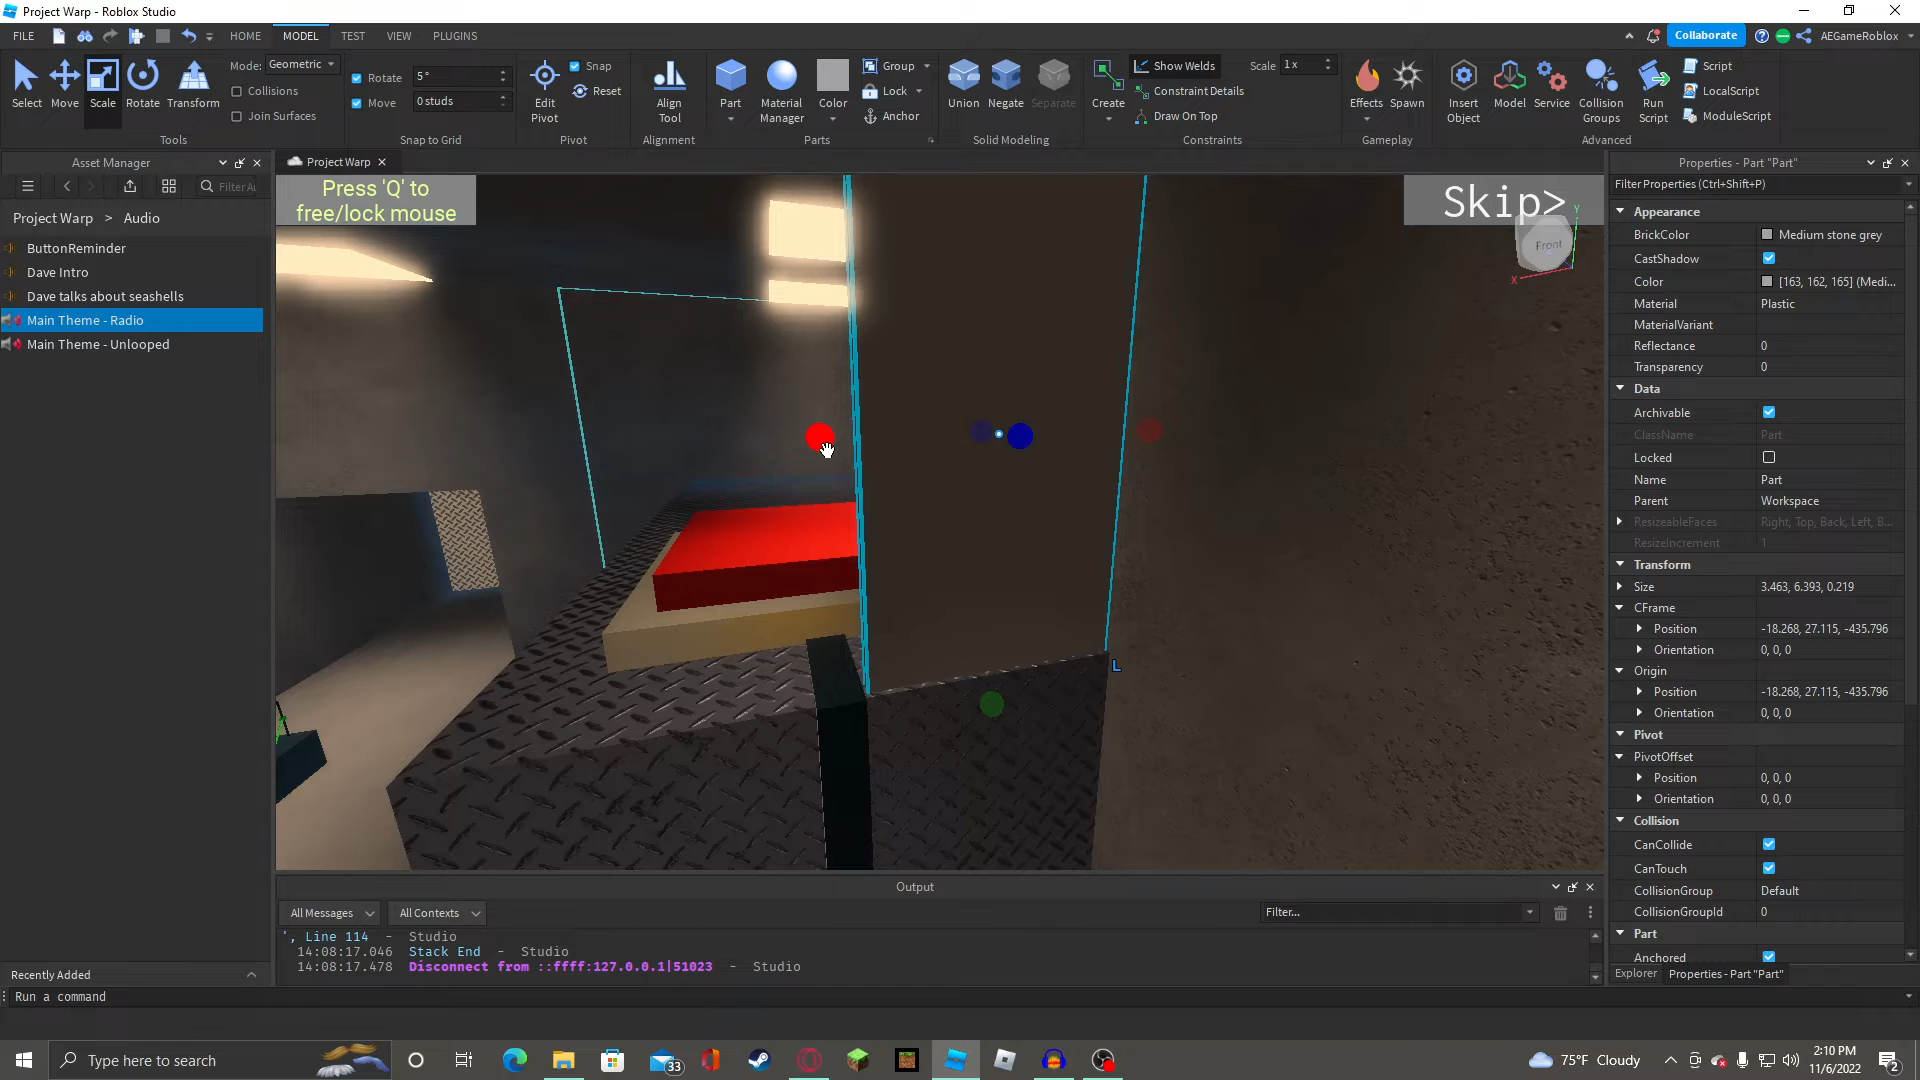 Project Warp - Roblox Studio
FILE HOME MODEL TEST VIEW PLUGINS Collaborate AEGameRoblox
Select Move Scale Rotate Transform
Mode: Geometric
Collisions
Join Surfaces
Tools
Rotate 5°
Move 0 studs
Snap to Grid
Edit Pivot
Snap
Reset
Pivot
Align Tool
Alignment
Part Material Manager Color
Group
Lock
Anchor
Parts
Union Negate Separate
Solid Modeling
Create
Show Welds Scale 1 x
Constraint Details
Draw On Top
Constraints
Effects Spawn
Gameplay
Insert Object Model Service Collision Groups Run Script
Script
LocalScript
ModuleScript
Advanced
Asset Manager
Project Warp > Audio
ButtonReminder
Dave Intro
Dave talks about seashells
Main Theme - Radio
Main Theme - Unlooped
Recently Added
Project Warp
Press 'Q' to
free/lock mouse
Skip>
Front
Y
X
L
Properties - Part "Part"
Filter Properties (Ctrl+Shift+P)
Appearance
BrickColor Medium stone grey
CastShadow
Color [163, 162, 165] (Medi...
Material Plastic
MaterialVariant
Reflectance 0
Transparency 0
Data
Archivable
ClassName Part
Locked
Name Part
Parent Workspace
ResizeableFaces Right, Top, Back, Left, B...
ResizeIncrement 1
Transform
Size 3.463, 6.393, 0.219
CFrame
Position -18.268, 27.115, -435.796
Orientation 0, 0, 0
Origin
Position -18.268, 27.115, -435.796
Orientation 0, 0, 0
Pivot
PivotOffset
Position 0, 0, 0
Orientation 0, 0, 0
Collision
CanCollide
CanTouch
CollisionGroup Default
CollisionGroupId 0
Part
Anchored
Explorer Properties - Part "Part"
Output
All Messages All Contexts Filter...
', Line 114 - Studio
14:08:17.046 Stack End - Studio
14:08:17.478 Disconnect from ::ffff:127.0.0.1|51023 - Studio
Run a command
Type here to search
33
75°F Cloudy
2:10 PM
11/6/2022
2